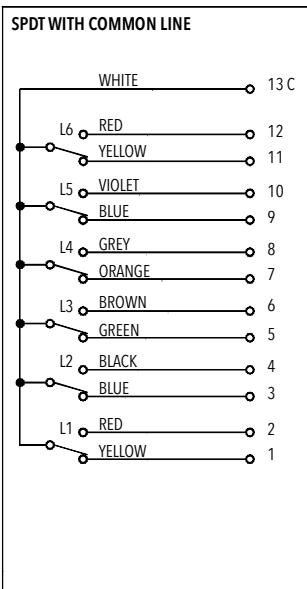 SPDT WITH COMMON LINE
WHITE 13 C
L6 RED 12
YELLOW 11
L5 VIOLET 10
BLUE 9
L4 GREY 8
ORANGE 7
L3 BROWN 6
GREEN 5
L2 BLACK 4
BLUE 3
L1 RED 2
YELLOW 1